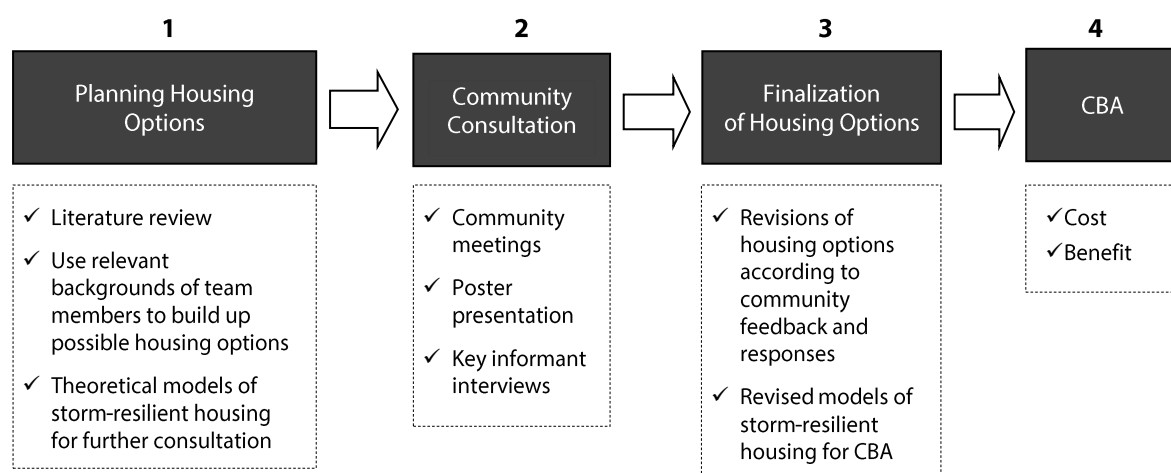 1
Planning Housing
Options
✓ Literature review
✓ Use relevant
backgrounds of team
members to build up
possible housing options
✓ Theoretical models of
storm-resilient housing
for further consultation
2
Community
Consultation
✓ Community
meetings
✓ Poster
presentation
✓ Key informant
interviews
3
Finalization
of Housing Options
✓ Revisions of
housing options
according to
community
feedback and
responses
✓ Revised models of
storm-resilient
housing for CBA
4
CBA
✓Cost
✓Benefit